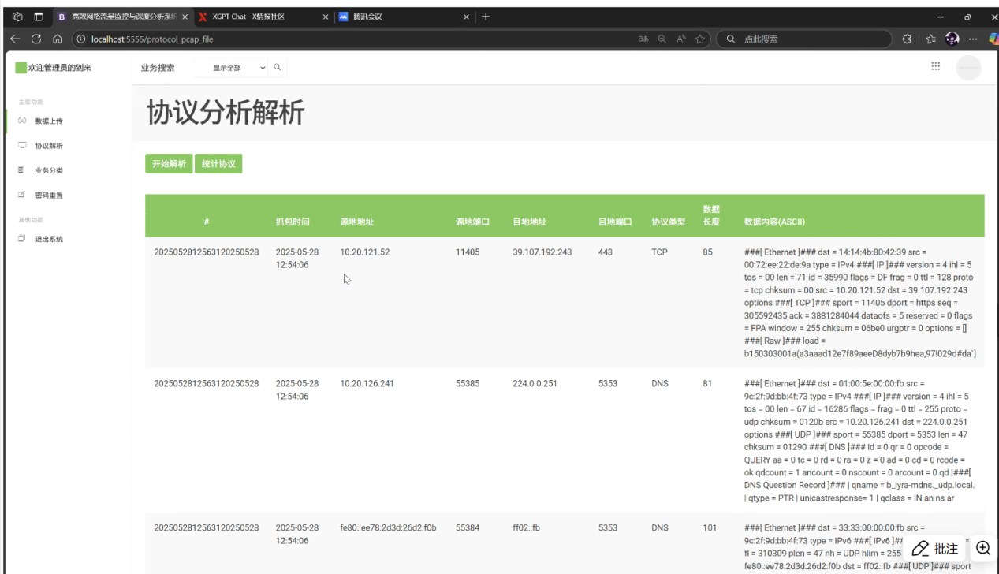 高效网络流量监控与深度分析系统
XGPT Chat - X情报社区
腾讯会议
localhost:5555/protocol_pcap_file
点此搜索
欢迎管理员的到来
业务搜索
显示全部
主要功能
数据上传
协议解析
业务分类
密码重置
其他功能
退出系统
协议分析解析
开始解析
统计协议
# 抓包时间 源地地址 源地端口 目地地址 目地端口 协议类型 数据长度 数据内容(ASCII)
2025052812563120250528 2025-05-28 12:54:06 10.20.121.52 11405 39.107.192.243 443 TCP 85
###[ Ethernet ]### dst = 14:14:4b:80:42:39 src =
00:72:ee:22:de:9a type = IPv4 ###[ IP ]### version = 4 ihl = 5
tos = 00 len = 71 id = 35990 flags = DF frag = 0 ttl = 128 proto
= tcp chksum = 00 src = 10.20.121.52 dst = 39.107.192.243
options ###[ TCP ]### sport = 11405 dport = https seq =
305592435 ack = 3881284044 dataofs = 5 reserved = 0 flags
= FPA window = 255 chksum = 06be0 urgptr = 0 options = []
###[ Raw ]### load =
b150303001a(a3aaad12e7f89aeeD8dyb7b9hea,97!029d#da`]
2025052812563120250528 2025-05-28 12:54:06 10.20.126.241 55385 224.0.0.251 5353 DNS 81
###[ Ethernet ]### dst = 01:00:5e:00:00:fb src =
9c:2f:9d:bb:4f:73 type = IPv4 ###[ IP ]### version = 4 ihl = 5
tos = 00 len = 67 id = 16286 flags = frag = 0 ttl = 255 proto =
udp chksum = 0120b src = 10.20.126.241 dst = 224.0.0.251
options ###[ UDP ]### sport = 55385 dport = 5353 len = 47
chksum = 01290 ###[ DNS ]### id = 0 qr = 0 opcode =
QUERY aa = 0 tc = 0 rd = 0 ra = 0 z = 0 ad = 0 cd = 0 rcode =
ok qdcount = 1 ancount = 0 nscount = 0 arcount = 0 qd |###[
DNS Question Record ]### | qname = b_lyra-mdns._udp.local.
| qtype = PTR | unicastresponse= 1 | qclass = IN an ns ar
2025052812563120250528 2025-05-28 12:54:06 fe80::ee78:2d3d:26d2:f0b 55384 ff02::fb 5353 DNS 101
###[ Ethernet ]### dst = 33:33:00:00:00:fb src =
9c:2f:9d:bb:4f:73 type = IPv6 ###[ IPv6 ]##
fl = 310309 plen = 47 nh = UDP hlim = 255
fe80::ee78:2d3d:26d2:f0b dst = ff02::fb ###[ UDP ]### sport
批注